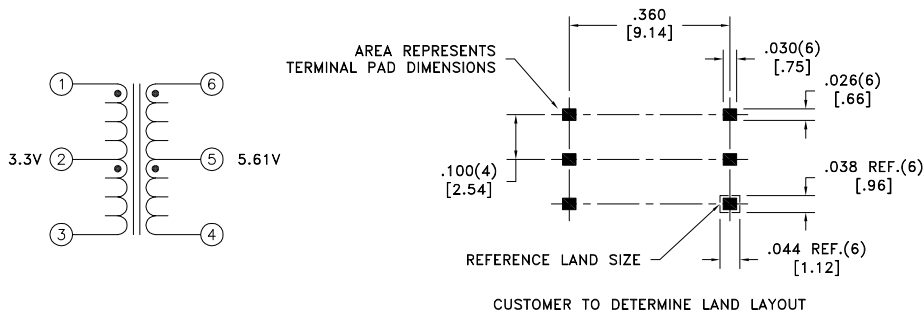 1
6
3.3V
2
5
5.61V
3
4
.360
[9.14]
AREA REPRESENTS
TERMINAL PAD DIMENSIONS
.030(6)
[.75]
.026(6)
[.66]
.100(4)
[2.54]
.038 REF.(6)
[.96]
REFERENCE LAND SIZE
.044 REF.(6)
[1.12]
CUSTOMER TO DETERMINE LAND LAYOUT